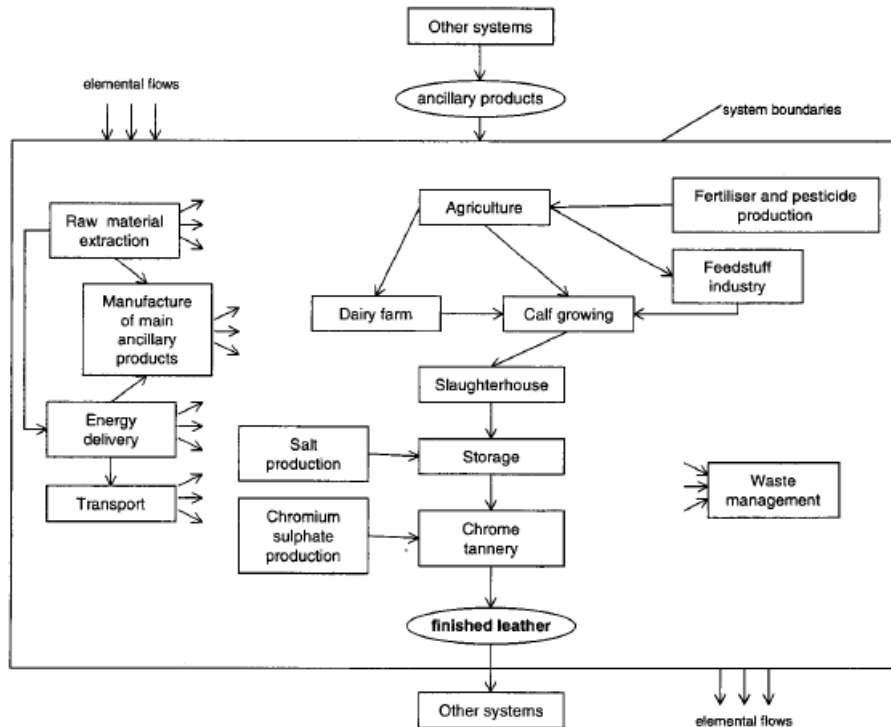 Other systems
elemental flows
ancillary products
system boundaries
Raw material
extraction
Agriculture
Fertiliser and pesticide
production
Feedstuff
industry
Manufacture
of main
ancillary
products
Dairy farm
Calf growing
Slaughterhouse
Energy
delivery
Salt
production
Storage
Waste
management
Transport
Chromium
sulphate
production
Chrome
tannery
finished leather
Other systems
elemental flows